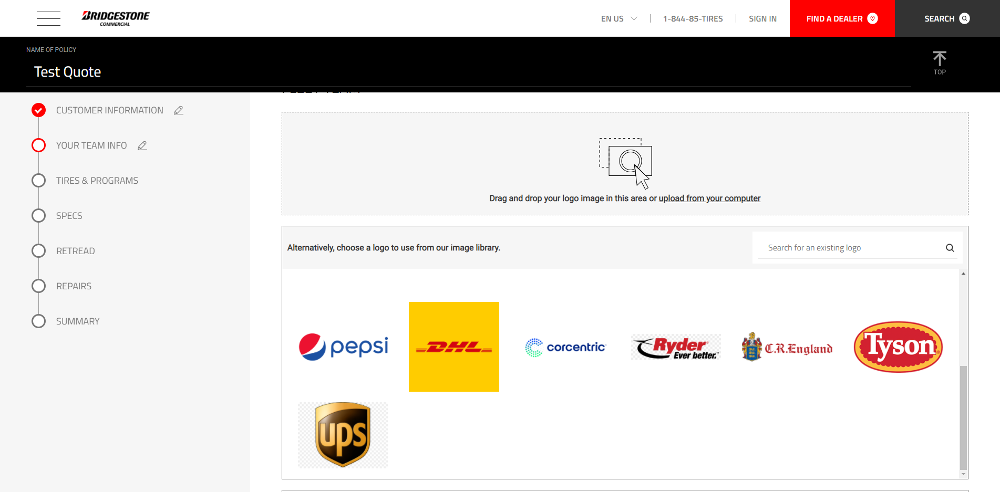 BRIDGESTONE
COMMERCIAL
EN US
1-844-85-TIRES
SIGN IN
FIND A DEALER
SEARCH
NAME OF POLICY
Test Quote
TOP
CUSTOMER INFORMATION
YOUR TEAM INFO
TIRES & PROGRAMS
SPECS
RETREAD
REPAIRS
SUMMARY
Drag and drop your logo image in this area or upload from your computer
Alternatively, choose a logo to use from our image library.
Search for an existing logo
pepsi
DHL
corcentric™
Ryder®
Ever better.™
C.R.England
Tyson®
ups